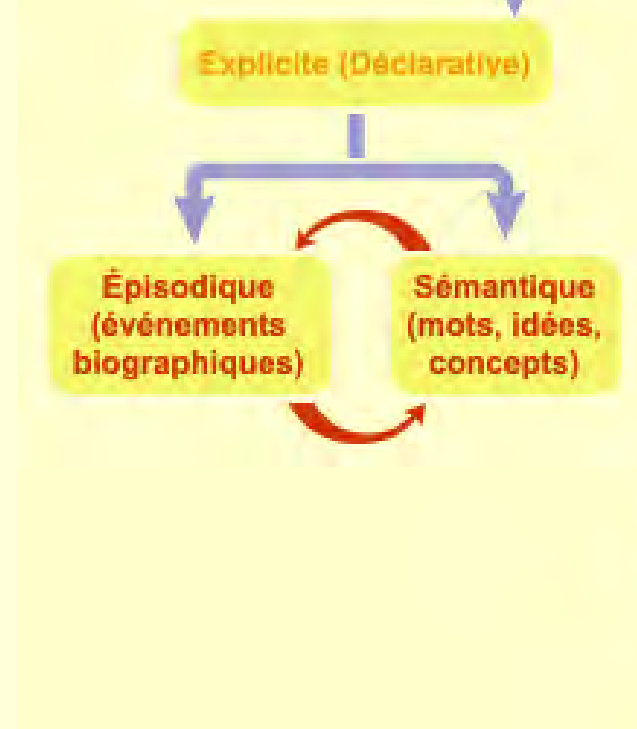 Explicite (Déclarative)
Épisodique
(événements
biographiques)
Sémantique
(mots, idées,
concepts)